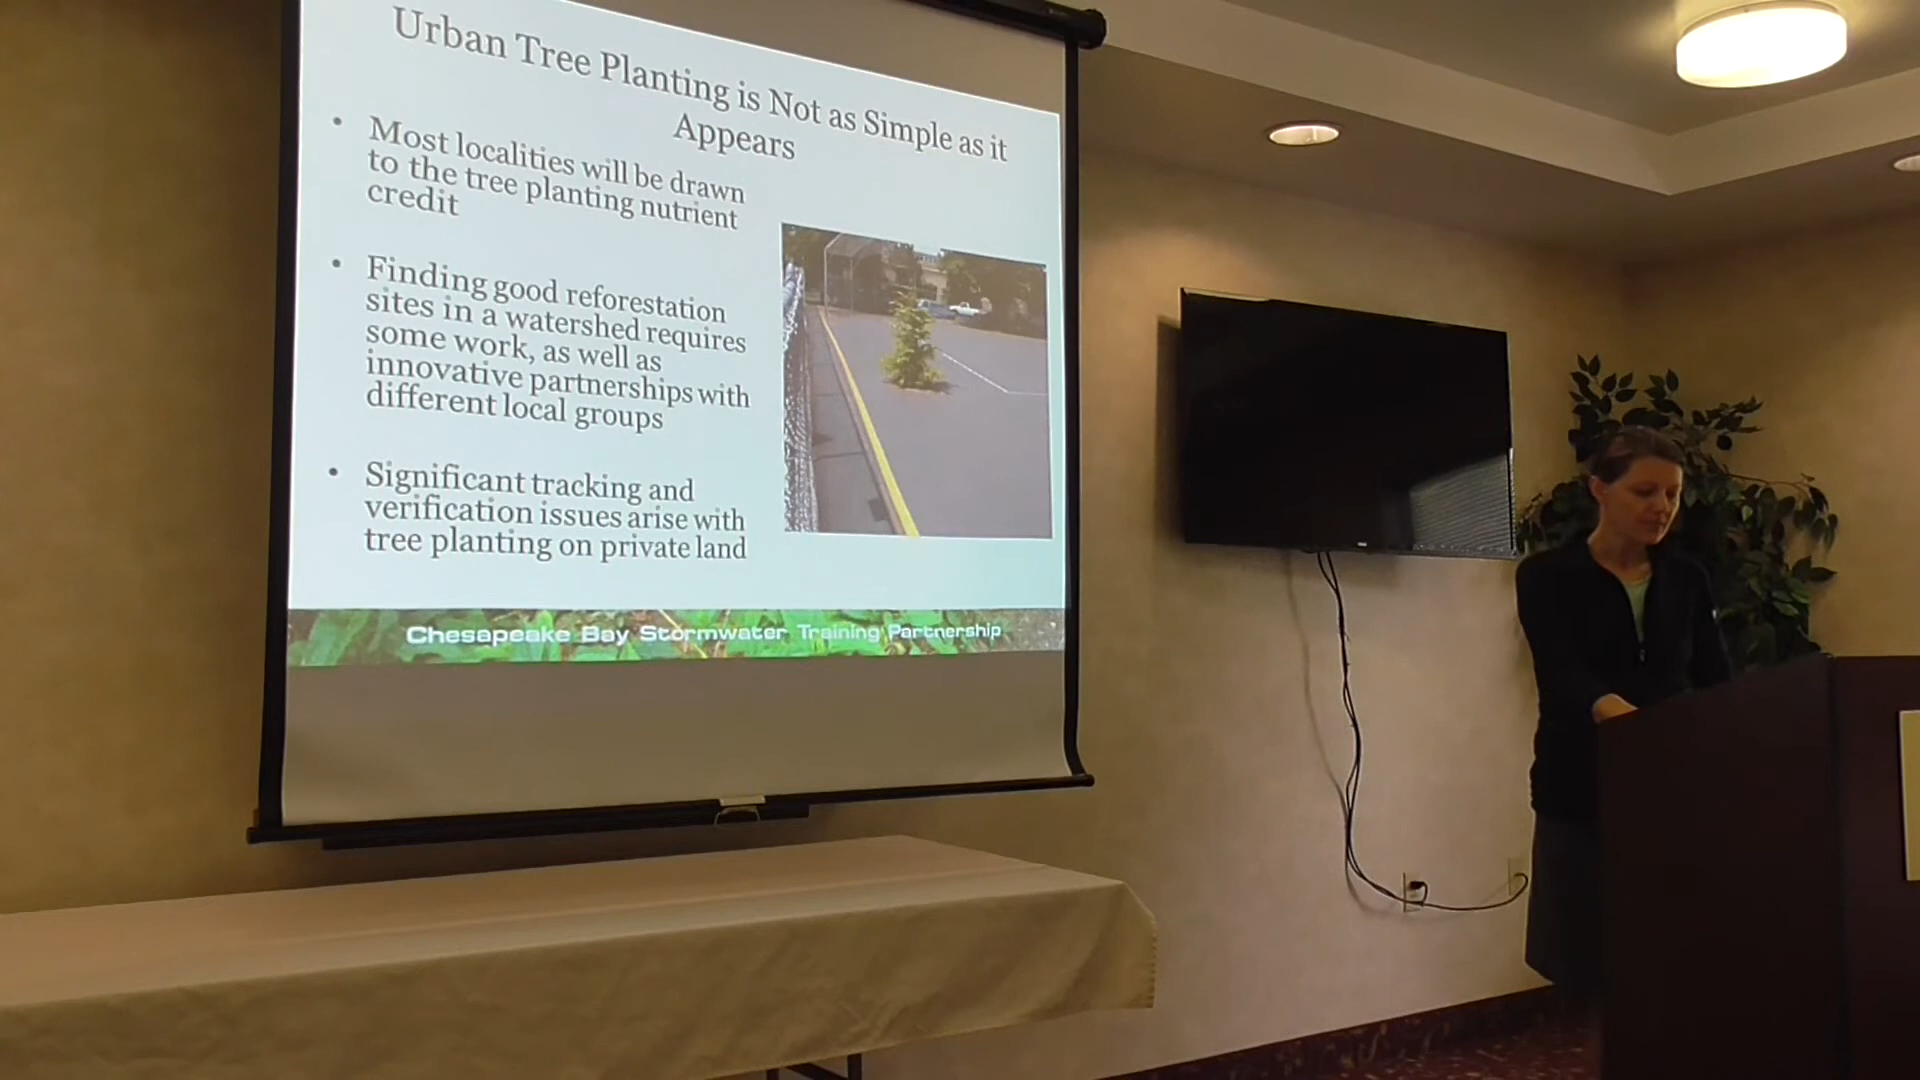 Urban Tree Planting is Not as Simple as it
Appears
• Most localities will be drawn
to the tree planting nutrient
credit
• Finding good reforestation
sites in a watershed requires
some work, as well as
innovative partnerships with
different local groups
• Significant tracking and
verification issues arise with
tree planting on private land
Chesapeake Bay Stormwater Training Partnership